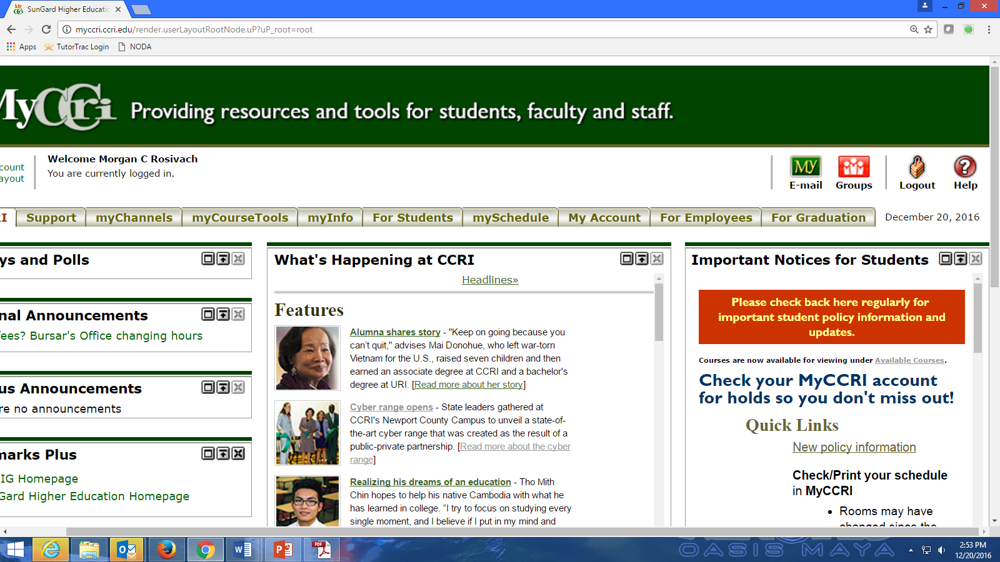 SunGard Higher Educatio
myccri.ccri.edu/render.userLayoutRootNode.uP?uP_root=root
Apps TutorTrac Login NODA
MyCCRi Providing resources and tools for students, faculty and staff.
Welcome Morgan C Rosivach
You are currently logged in.
count
ayout
MY
E-mail Groups Logout Help
I Support myChannels myCourseTools myInfo For Students mySchedule My Account For Employees For Graduation December 20, 2016
ys and Polls
nal Announcements
fees? Bursar's Office changing hours
us Announcements
re no announcements
marks Plus
IG Homepage
Gard Higher Education Homepage
What's Happening at CCRI
Headlines»
Features
Alumna shares story - "Keep on going because you
can't quit," advises Mai Donohue, who left war-torn
Vietnam for the U.S., raised seven children and then
earned an associate degree at CCRI and a bachelor's
degree at URI. [Read more about her story]
Cyber range opens - State leaders gathered at
CCRI's Newport County Campus to unveil a state-of-
the-art cyber range that was created as the result of a
public-private partnership. [Read more about the cyber
range]
Realizing his dreams of an education - Tho Mith
Chin hopes to help his native Cambodia with what he
has learned in college. “I try to focus on studying every
single moment, and I believe if I put in my mind and
Important Notices for Students
Please check back here regularly for
important student policy information and
updates.
Courses are now available for viewing under Available Courses.
Check your MyCCRI account
for holds so you don't miss out!
Quick Links
New policy information
Check/Print your schedule
in MyCCRI
• Rooms may have
changed since the
PDF
OASIS MAYA
2:53 PM
12/20/2016